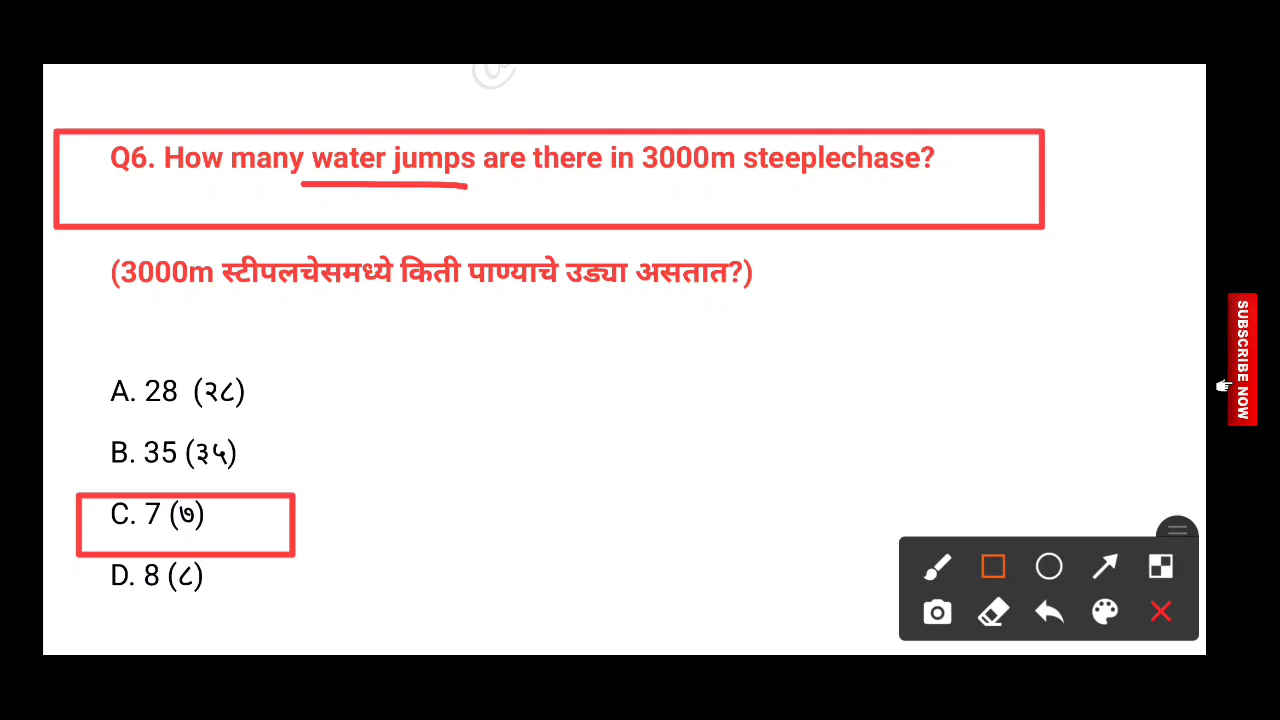 Q6. How many water jumps are there in 3000m steeplechase?
(3000m स्टीपलचेसमध्ये किती पाण्याचे उड्या असतात?)
A. 28 (२८)
B. 35 (३५)
C. 7 (७)
D. 8 (८)
SUBSCRIBE NOW